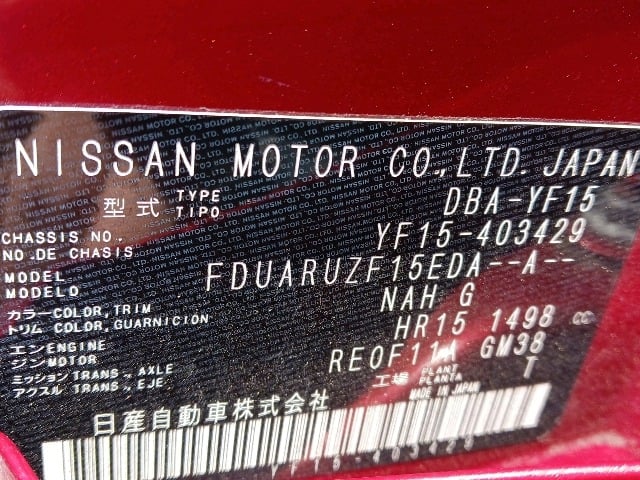 NISSAN MOTOR CO.,LTD. JAPAN
型式 TYPE TIPO DBA-YF15
CHASSIS NO. NO.DE CHASIS YF15-403429
MODEL MODELO FDUARUZF15EDA--A--
カラー COLOR, TRIM トリム COLOR, GUARNICION NAH G
エンジン ENGINE MOTOR HR15 1498 CC
ミッション TRANS., AXLE アクスル TRANS., EJE RE0F11A GM38
工場 PLANT PLANTA T
日産自動車株式会社 MADE IN JAPAN